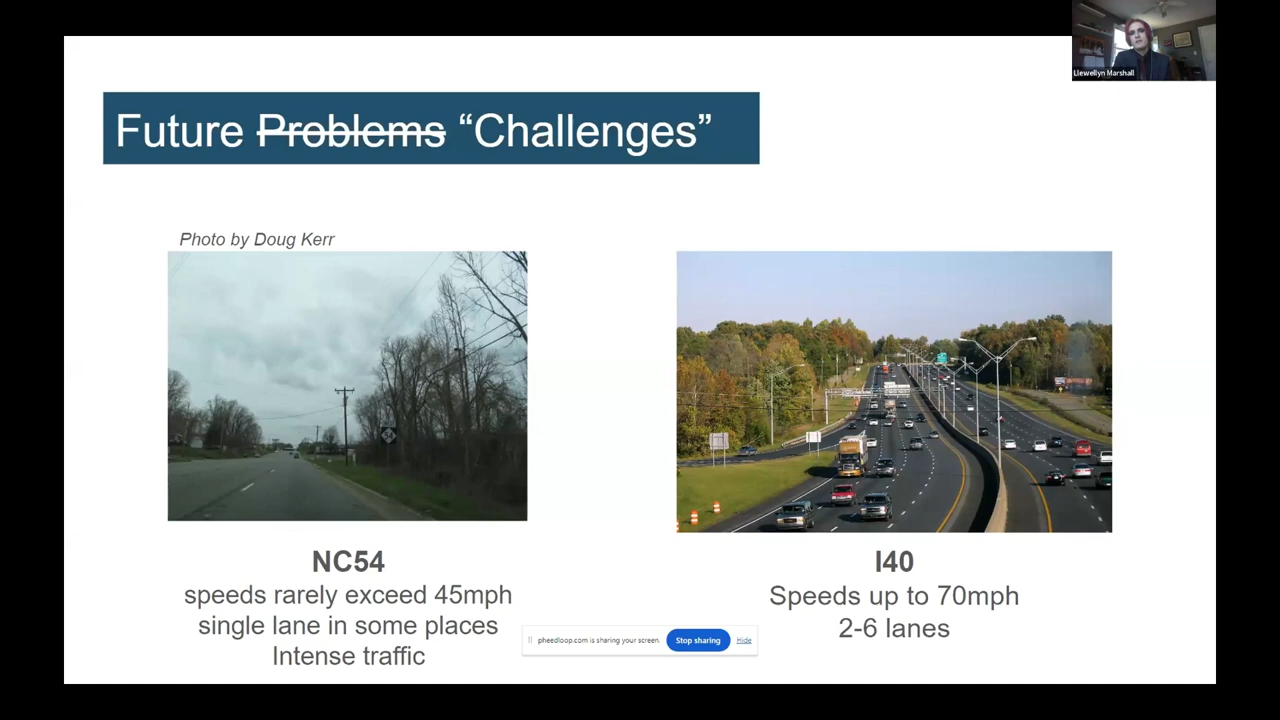 Llewellyn Marshall
Future Problems “Challenges”
Photo by Doug Kerr
54
NC54
speeds rarely exceed 45mph
single lane in some places
Intense traffic
I40
Speeds up to 70mph
2-6 lanes
pheedloop.com is sharing your screen. Stop sharing Hide